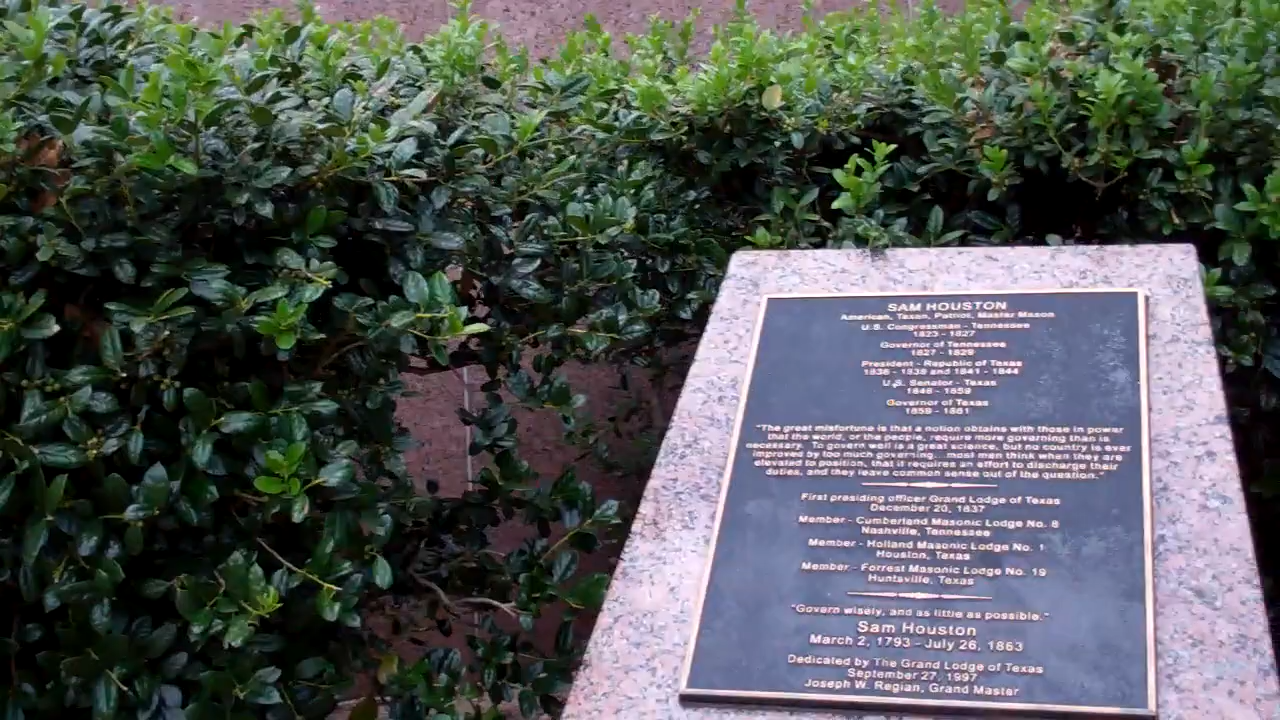 SAM HOUSTON
American, Texan, Patriot, Master Mason
U.S. Congressman - Tennessee
1823 - 1827
Governor of Tennessee
1827 - 1829
President - Republic of Texas
1836 - 1838 and 1841 - 1844
U.S. Senator - Texas
1846 - 1859
Governor of Texas
1859 - 1861
"The great misfortune is that a notion obtains with those in power
that the world, or the people, require more governing than is
necessary. To govern well is a great science, but no country is ever
improved by too much governing... most men think when they are
elevated to position, that it requires an effort to discharge their
duties, and they leave common sense out of the question."
First presiding officer Grand Lodge of Texas
December 20, 1837
Member - Cumberland Masonic Lodge No. 8
Nashville, Tennessee
Member - Holland Masonic Lodge No. 1
Houston, Texas
Member - Forrest Masonic Lodge No. 19
Huntsville, Texas
"Govern wisely, and as little as possible."
Sam Houston
March 2, 1793 - July 26, 1863
Dedicated by The Grand Lodge of Texas
September 27, 1997
Joseph W. Regian, Grand Master